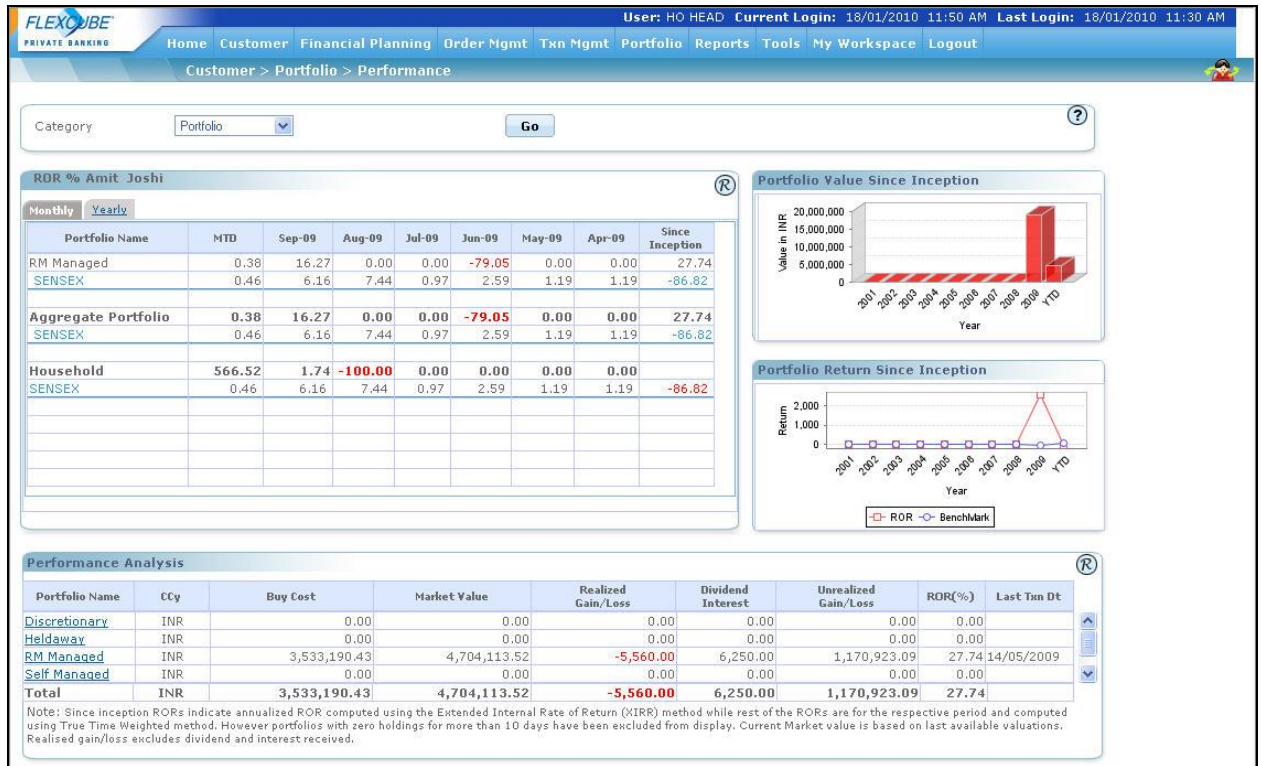 FLEXCUBE
PRIVATE BANKING
User: HO HEAD Current Login: 18/01/2010 11:50 AM Last Login: 18/01/2010 11:30 AM
Home Customer Financial Planning Order Mgmt Txn Mgmt Portfolio Reports Tools My Workspace Logout
Customer > Portfolio > Performance
Category Portfolio Go ?
ROR % Amit Joshi R
Monthly Yearly
Portfolio Name MTD Sep-09 Aug-09 Jul-09 Jun-09 May-09 Apr-09 Since Inception
RM Managed 0.38 16.27 0.00 0.00 -79.05 0.00 0.00 27.74
SENSEX 0.46 6.16 7.44 0.97 2.59 1.19 1.19 -86.82
Aggregate Portfolio 0.38 16.27 0.00 0.00 -79.05 0.00 0.00 27.74
SENSEX 0.46 6.16 7.44 0.97 2.59 1.19 1.19 -86.82
Household 566.52 1.74 -100.00 0.00 0.00 0.00 0.00
SENSEX 0.46 6.16 7.44 0.97 2.59 1.19 1.19 -86.82
Portfolio Value Since Inception
Value in INR
20,000,000
15,000,000
10,000,000
5,000,000
0
2001 2002 2003 2004 2005 2006 2007 2008 2009 YTD
Year
Portfolio Return Since Inception
Return
2,000
1,000
0
2001 2002 2003 2004 2005 2006 2007 2008 2009 YTD
Year
ROR BenchMark
Performance Analysis R
Portfolio Name CCy Buy Cost Market Value Realized Gain/Loss Dividend Interest Unrealized Gain/Loss ROR(%) Last Txn Dt
Discretionary INR 0.00 0.00 0.00 0.00 0.00 0.00
Heldaway INR 0.00 0.00 0.00 0.00 0.00 0.00
RM Managed INR 3,533,190.43 4,704,113.52 -5,560.00 6,250.00 1,170,923.09 27.74 14/05/2009
Self Managed INR 0.00 0.00 0.00 0.00 0.00 0.00
Total INR 3,533,190.43 4,704,113.52 -5,560.00 6,250.00 1,170,923.09 27.74
Note: Since inception RORs indicate annualized ROR computed using the Extended Internal Rate of Return (XIRR) method while rest of the RORs are for the respective period and computed
using True Time Weighted method. However portfolios with zero holdings for more than 10 days have been excluded from display. Current Market value is based on last available valuations.
Realised gain/loss excludes dividend and interest received.